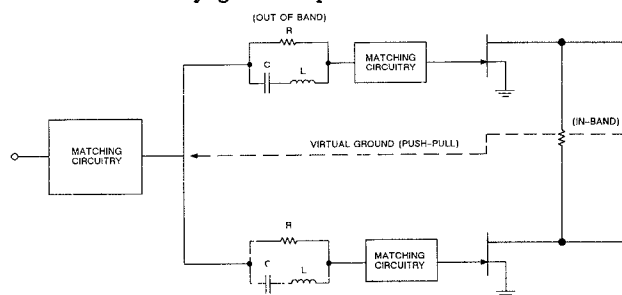 (OUT OF BAND)
R
C
L
MATCHING
CIRCUITRY
(IN-BAND)
MATCHING
CIRCUITRY
VIRTUAL GROUND (PUSH-PULL)
R
C
L
MATCHING
CIRCUITRY